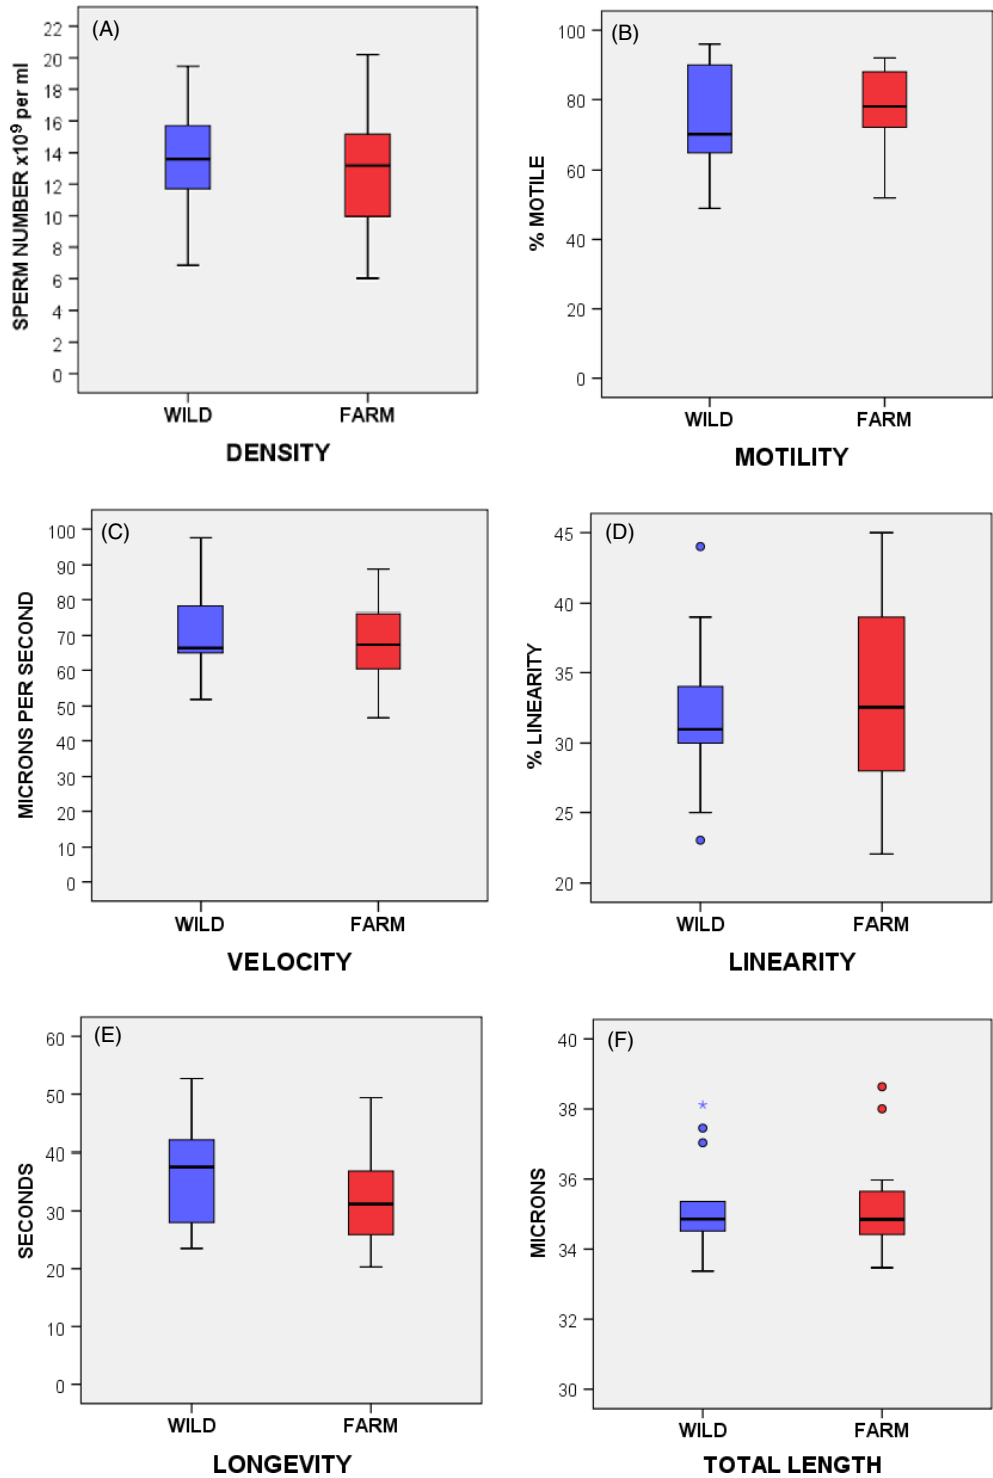 (A)
SPERM NUMBER x10⁹ per ml
22
20
18
16
14
12
10
8
6
4
2
0
WILD FARM
DENSITY
(B)
% MOTILE
100
80
60
40
20
0
WILD FARM
MOTILITY
(C)
MICRONS PER SECOND
100
90
80
70
60
50
40
30
20
10
0
WILD FARM
VELOCITY
(D)
% LINEARITY
45
40
35
30
25
20
WILD FARM
LINEARITY
(E)
SECONDS
60
50
40
30
20
10
0
WILD FARM
LONGEVITY
(F)
MICRONS
40
38
36
34
32
30
WILD FARM
TOTAL LENGTH